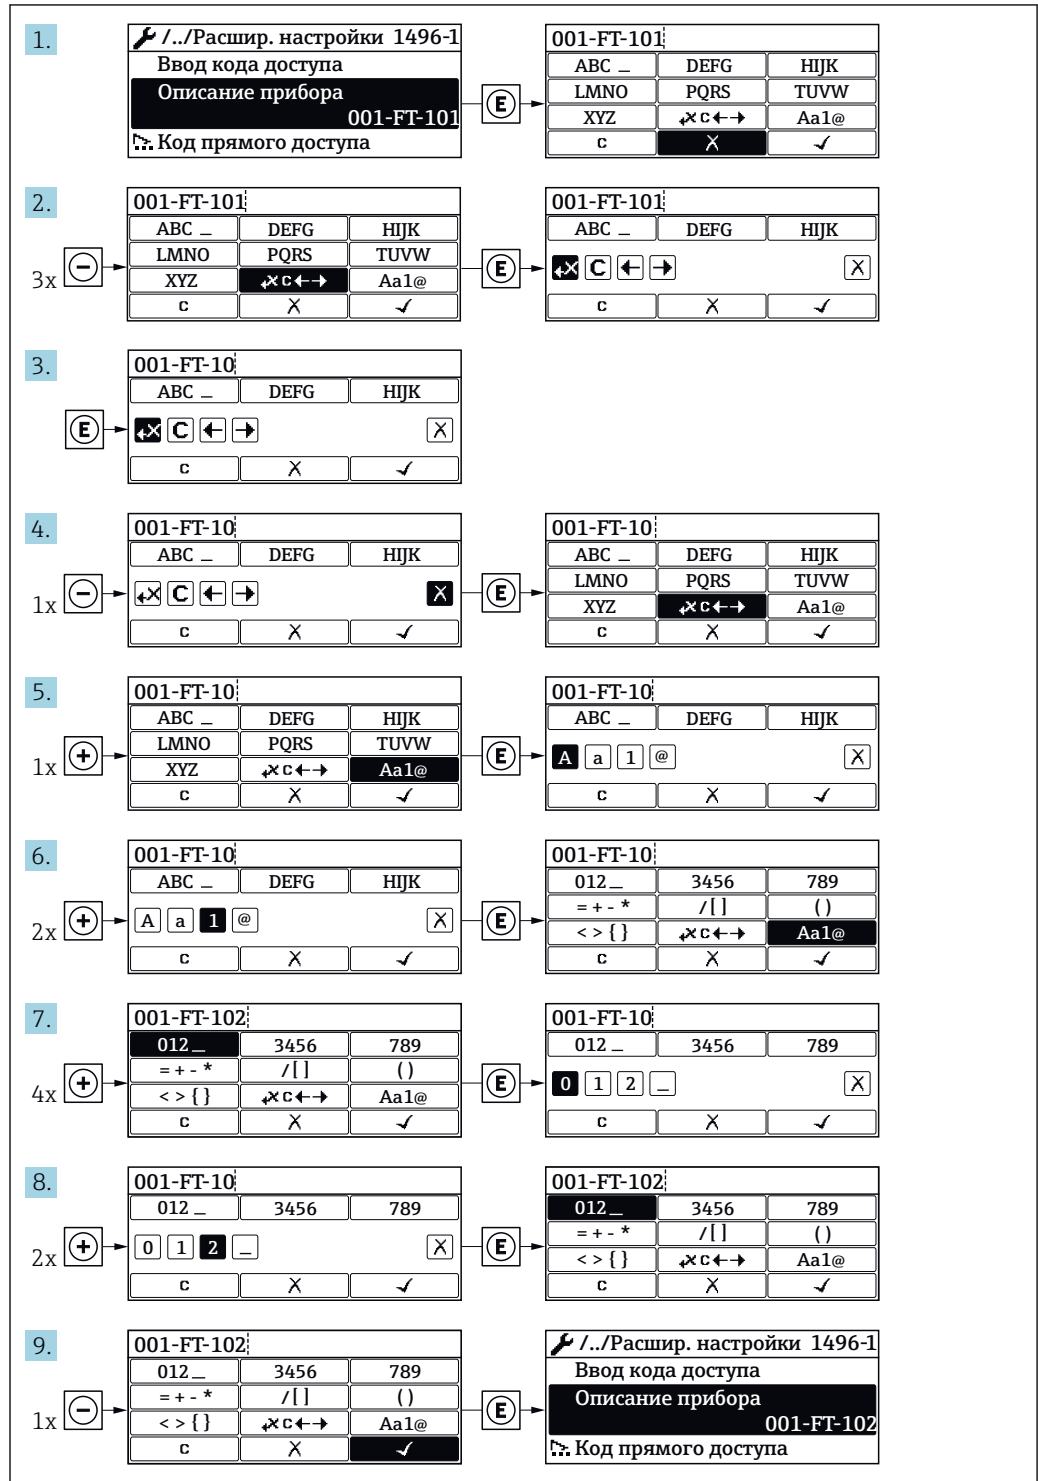 1.
/../Расшир. настройки 1496-1
Ввод кода доступа
Описание прибора
001-FT-101
Код прямого доступа
E
001-FT-101
ABC _ DEFG HIJK
LMNO PQRS TUVW
XYZ C←→ Aa1@
C X ✓
2.
3x −
001-FT-101
ABC _ DEFG HIJK
LMNO PQRS TUVW
XYZ C←→ Aa1@
C X ✓
E
001-FT-101
ABC _ DEFG HIJK
C ← → X
C X ✓
3.
E
001-FT-10
ABC _ DEFG HIJK
C ← → X
C X ✓
4.
1x −
001-FT-10
ABC _ DEFG HIJK
C ← → X
C X ✓
E
001-FT-10
ABC _ DEFG HIJK
LMNO PQRS TUVW
XYZ C←→ Aa1@
C X ✓
5.
1x +
001-FT-10
ABC _ DEFG HIJK
LMNO PQRS TUVW
XYZ C←→ Aa1@
C X ✓
E
001-FT-10
ABC _ DEFG HIJK
A a 1 @ X
C X ✓
6.
2x +
001-FT-10
ABC _ DEFG HIJK
A a 1 @ X
C X ✓
E
001-FT-10
012 _ 3456 789
= + - * / [ ] ( )
< > { } C←→ Aa1@
C X ✓
7.
4x +
001-FT-102
012 _ 3456 789
= + - * / [ ] ( )
< > { } C←→ Aa1@
C X ✓
E
001-FT-10
012 _ 3456 789
0 1 2 _ X
C X ✓
8.
2x +
001-FT-10
012 _ 3456 789
0 1 2 _ X
C X ✓
E
001-FT-102
012 _ 3456 789
= + - * / [ ] ( )
< > { } C←→ Aa1@
C X ✓
9.
1x −
001-FT-102
012 _ 3456 789
= + - * / [ ] ( )
< > { } C←→ Aa1@
C X ✓
E
/../Расшир. настройки 1496-1
Ввод кода доступа
Описание прибора
001-FT-102
Код прямого доступа